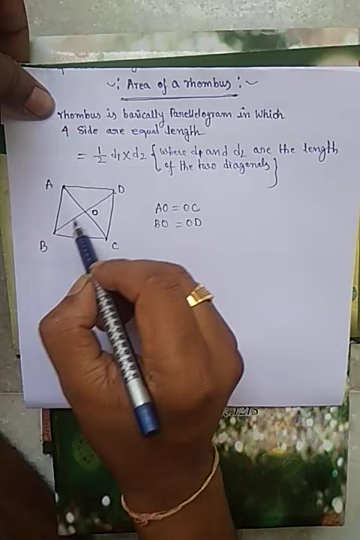 ~: Area of a rhombus :~
rhombus is basically Parellelogram in Which
4 Side are equal length
= 1/2 d1 x d2 {where d1 and d2 are the length
of the two diagonals}
A D
O
B C
AO = OC
BO = OD